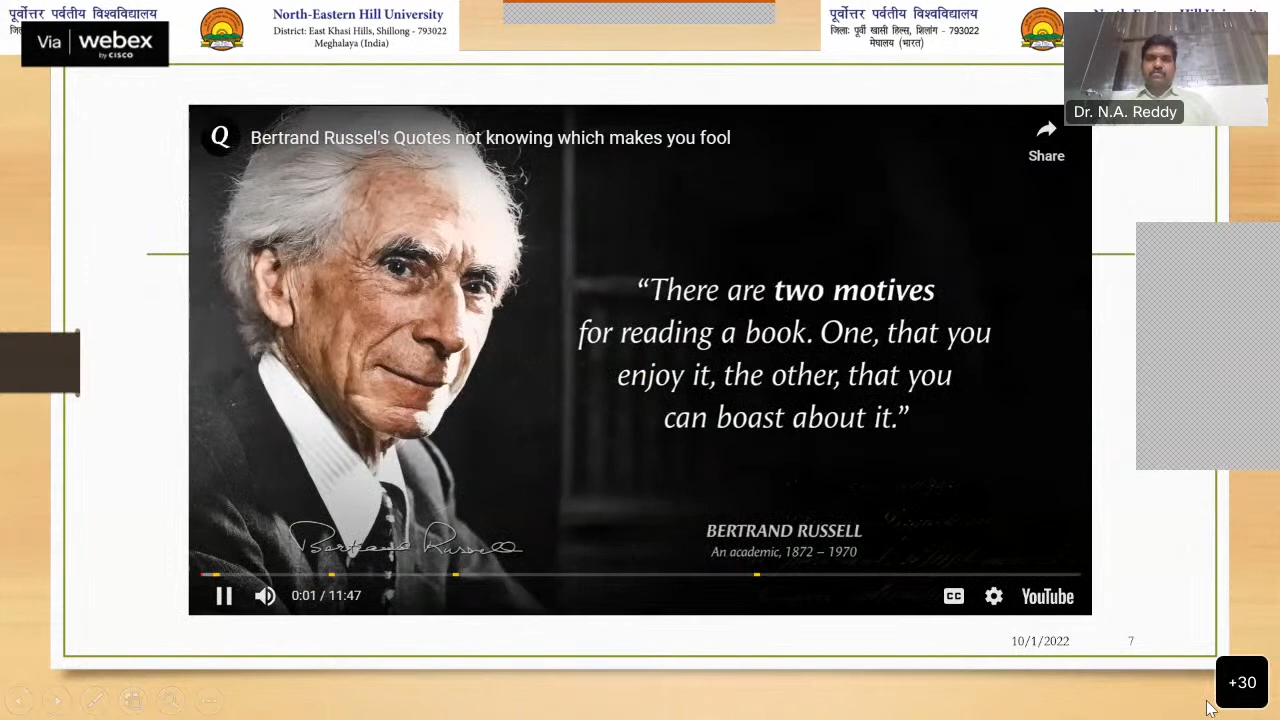 पूर्वोत्तर पर्वतीय विश्वविद्यालय
North-Eastern Hill University
District: East Khasi Hills, Shillong - 793022
Meghalaya (India)
पूर्वोत्तर पर्वतीय विश्वविद्यालय
जिला: पूर्वी खासी हिल्स, शिलांग - 793022
मेघालय (भारत)
Via webex
by CISCO
Dr. N.A. Reddy
Q Bertrand Russel's Quotes not knowing which makes you fool
Share
“There are two motives
for reading a book. One, that you
enjoy it, the other, that you
can boast about it.”
BERTRAND RUSSELL
An academic, 1872 – 1970
Bertrand Russell
0:01 / 11:47
CC YouTube
10/1/2022 7
+30